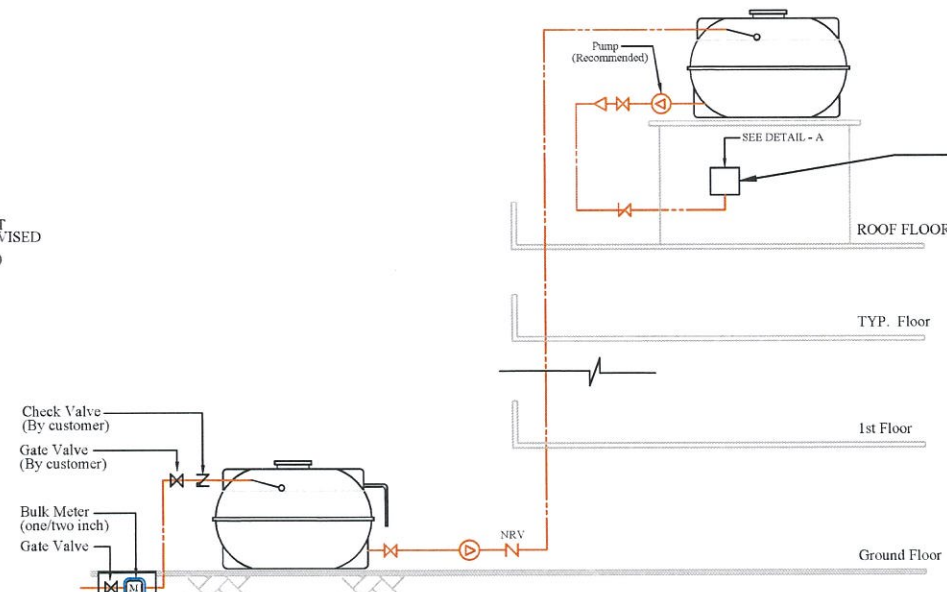 Pump
(Recommended)
SEE DETAIL - A
VISED
ROOF FLOOR
TYP. Floor
1st Floor
Check Valve
(By customer)
Gate Valve
(By customer)
Bulk Meter
(one/two inch)
Gate Valve
M
NRV
Ground Floor